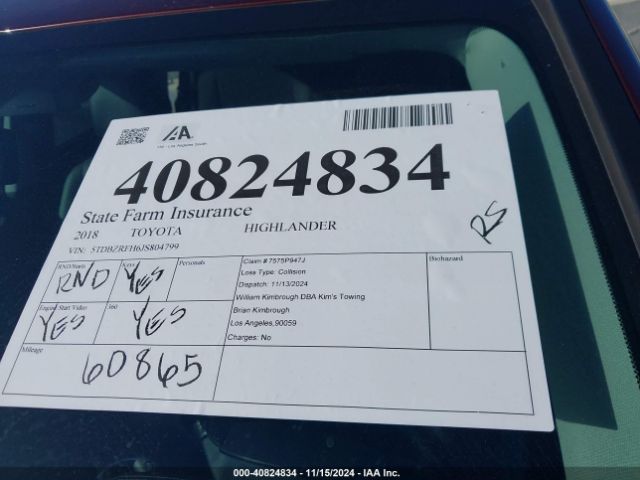 IAA
40824834
State Farm Insurance
2018 TOYOTA HIGHLANDER
VIN: 5TDBZRFH6JS804799
RS
RND/Starts Keys Personals
RND YES
Engine Start Video 360
YES YES
Mileage
60865
Claim # 7575P947J
Loss Type: Collision
Dispatch: 11/13/2024
William Kimbrough DBA Kim's Towing
Brian Kimbrough
Los Angeles,90059
Charges: No
Biohazard
000-40824834 - 11/15/2024 - IAA Inc.